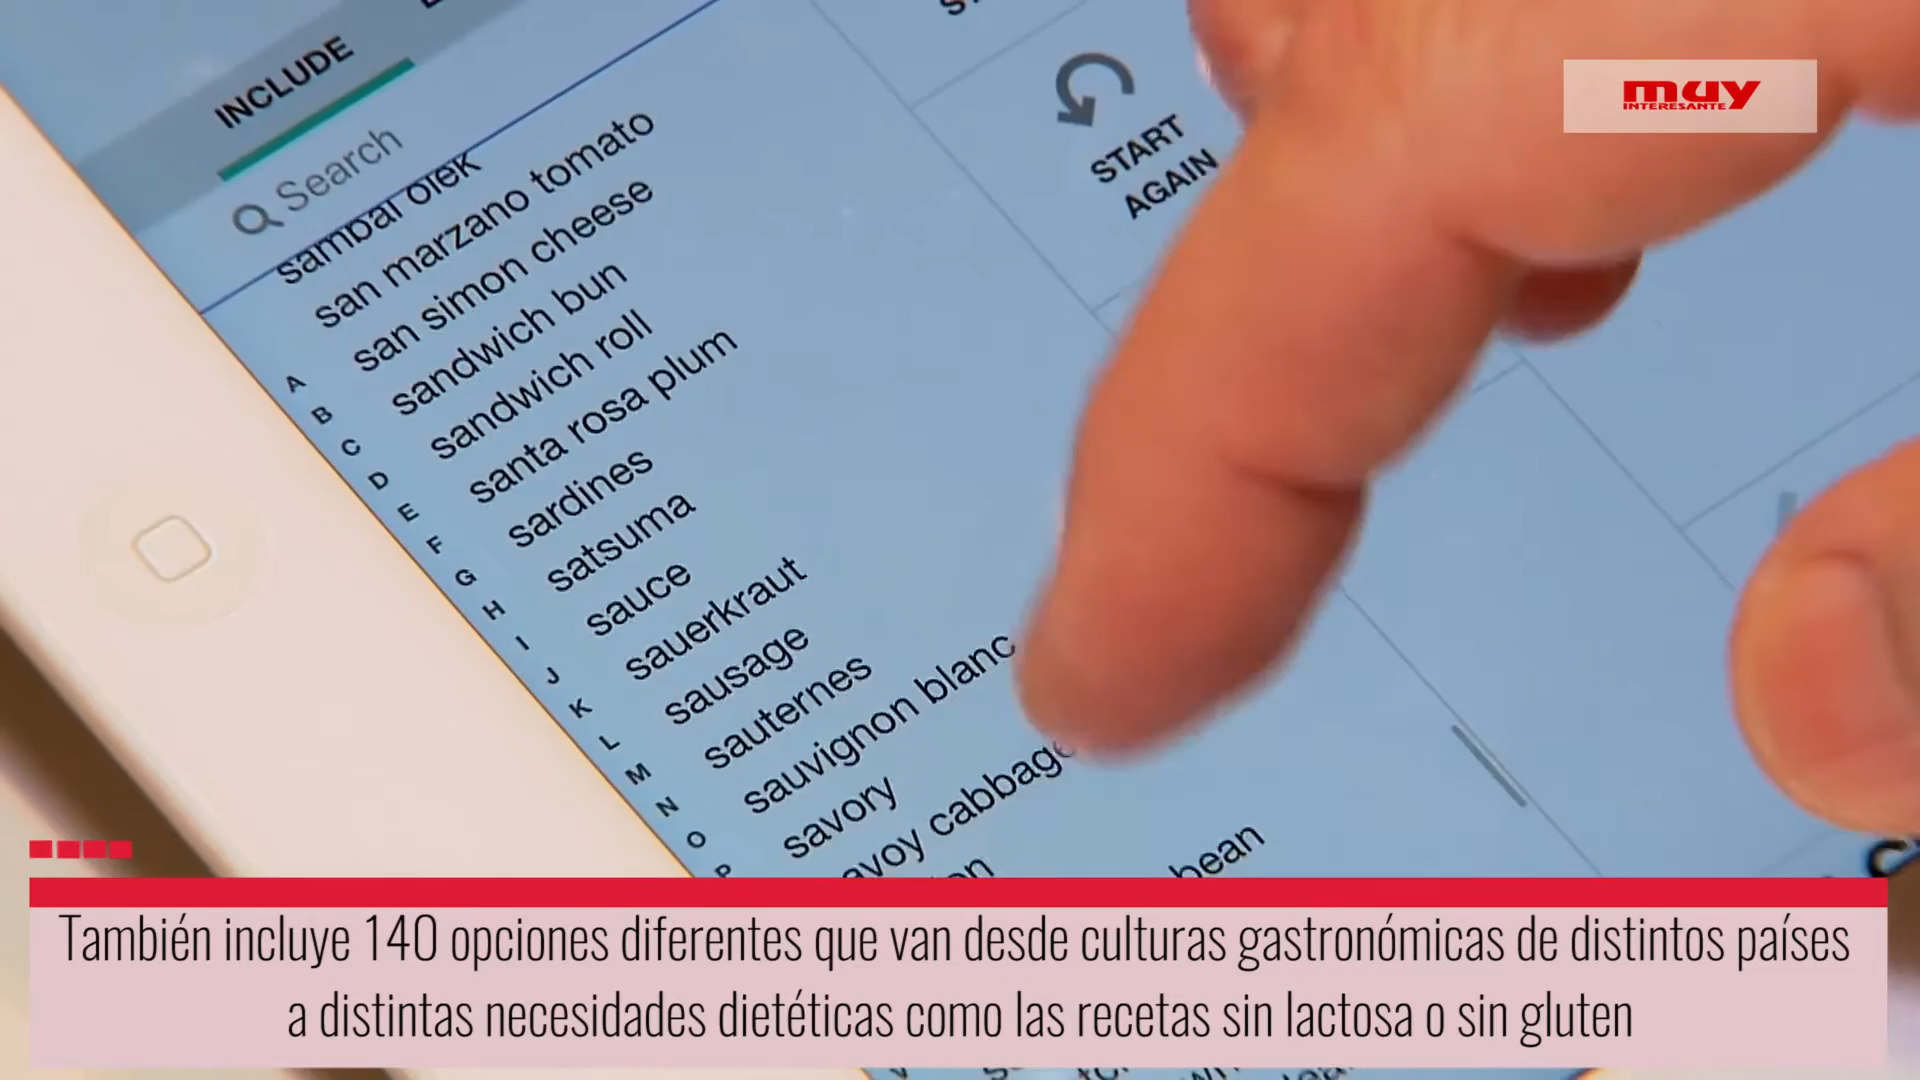 INCLUDE
Search
sambal olek
san marzano tomato
san simon cheese
sandwich bun
sandwich roll
santa rosa plum
sardines
satsuma
sauce
sauerkraut
sausage
sauternes
sauvignon blanc
savory
savoy cabbage
bean
A
B
C
D
E
F
G
H
I
J
K
L
M
N
O
P
START
AGAIN
muy
INTERESANTE
También incluye 140 opciones diferentes que van desde culturas gastronómicas de distintos países
a distintas necesidades dietéticas como las recetas sin lactosa o sin gluten